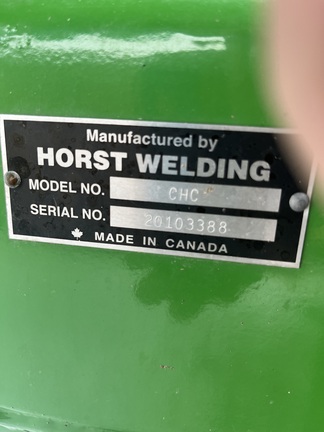 Manufactured by
HORST WELDING
MODEL NO. CHC
SERIAL NO. 20103388
MADE IN CANADA